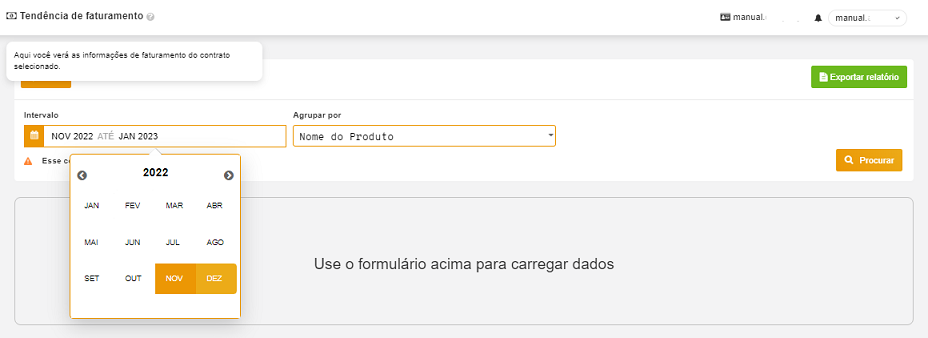 Tendência de faturamento
manual.
manual.
Aqui você verá as informações de faturamento do contrato
selecionado.
Exportar relatório
Intervalo
Agrupar por
NOV 2022 ATÉ JAN 2023
Nome do Produto
Esse
Procurar
2022
JAN FEV MAR ABR
MAI JUN JUL AGO
SET OUT NOV DEZ
Use o formulário acima para carregar dados